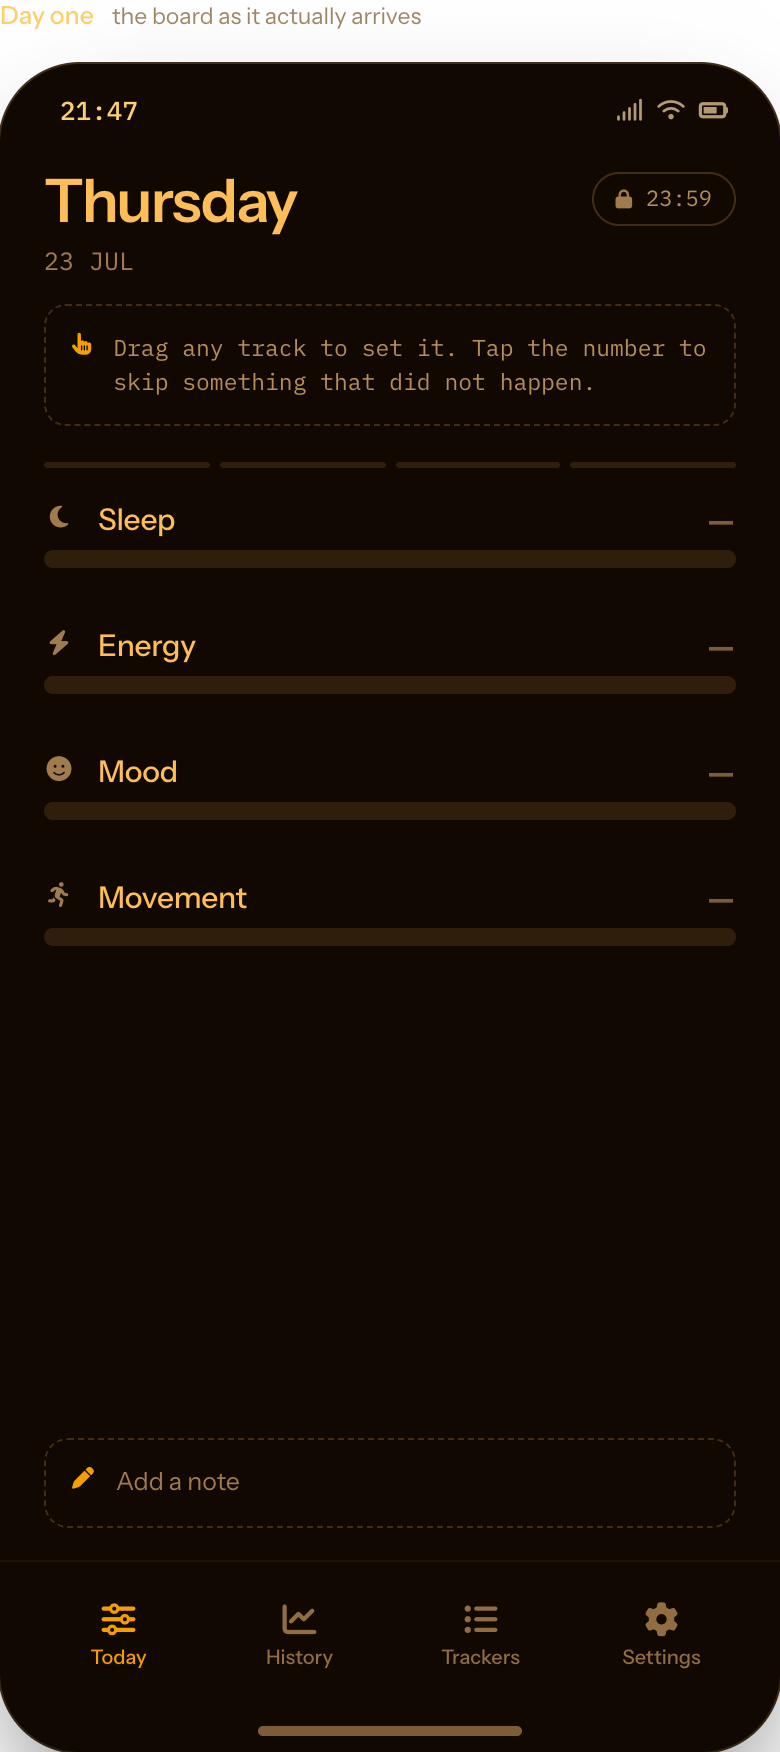 Day one the board as it actually arrives
21:47
Thursday
23:59
23 JUL
Drag any track to set it. Tap the number to
skip something that did not happen.
Sleep —
Energy —
Mood —
Movement —
Add a note
Today History Trackers Settings